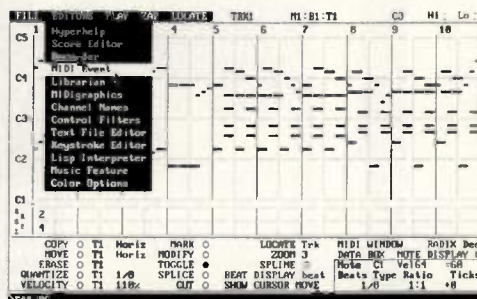 FILE EDITORS PLAY ZAP LOCATE TRK1 M1:B1:T1 C3 Hi: Lo:
1 4 5 6 7 8 9 10
Hyperhelp
Score Editor
MIDI Event
Librarian
MIDIgraphics
Channel Names
Control Filters
Text File Editor
Keystroke Editor
Lisp Interpreter
Music Feature
Color Options
C5
C4
C3
C2
C1
2
4
COPY T1 Horiz MARK LOCATE Trk MIDI WINDOW RADIX Dec
MOVE T1 Horiz MODIFY ZOOM 3 DATA BOX NOTE DISPLAY
ERASE T1 TOGGLE SPLINE Note C1 Vel64
QUANTIZE T1 1/8 SPLICE BEAT DISPLAY beat Beats Type Ratio Ticks
VELOCITY T1 110% CUT SHOW CURSOR MOVE 1/8 1:1 +0